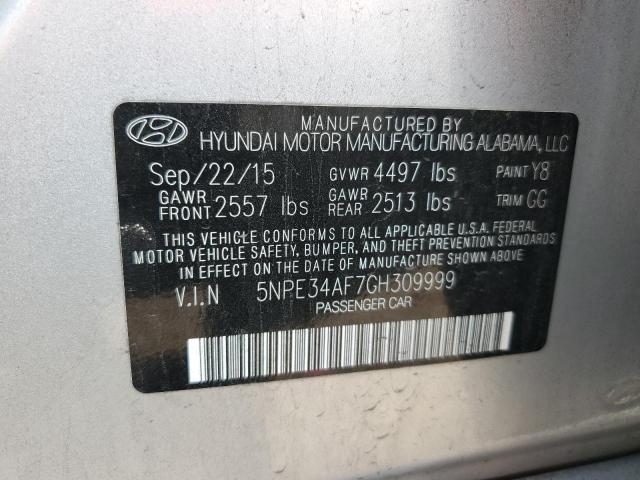 MANUFACTURED BY
HYUNDAI MOTOR MANUFACTURING ALABAMA, LLC
Sep/22/15 GVWR 4497 lbs PAINT Y8
GAWR FRONT 2557 lbs GAWR REAR 2513 lbs TRIM GG
THIS VEHICLE CONFORMS TO ALL APPLICABLE U.S.A. FEDERAL
MOTOR VEHICLE SAFETY, BUMPER, AND THEFT PREVENTION STANDARDS
IN EFFECT ON THE DATE OF MANUFACTURE SHOWN ABOVE.
V.I.N 5NPE34AF7GH309999
PASSENGER CAR